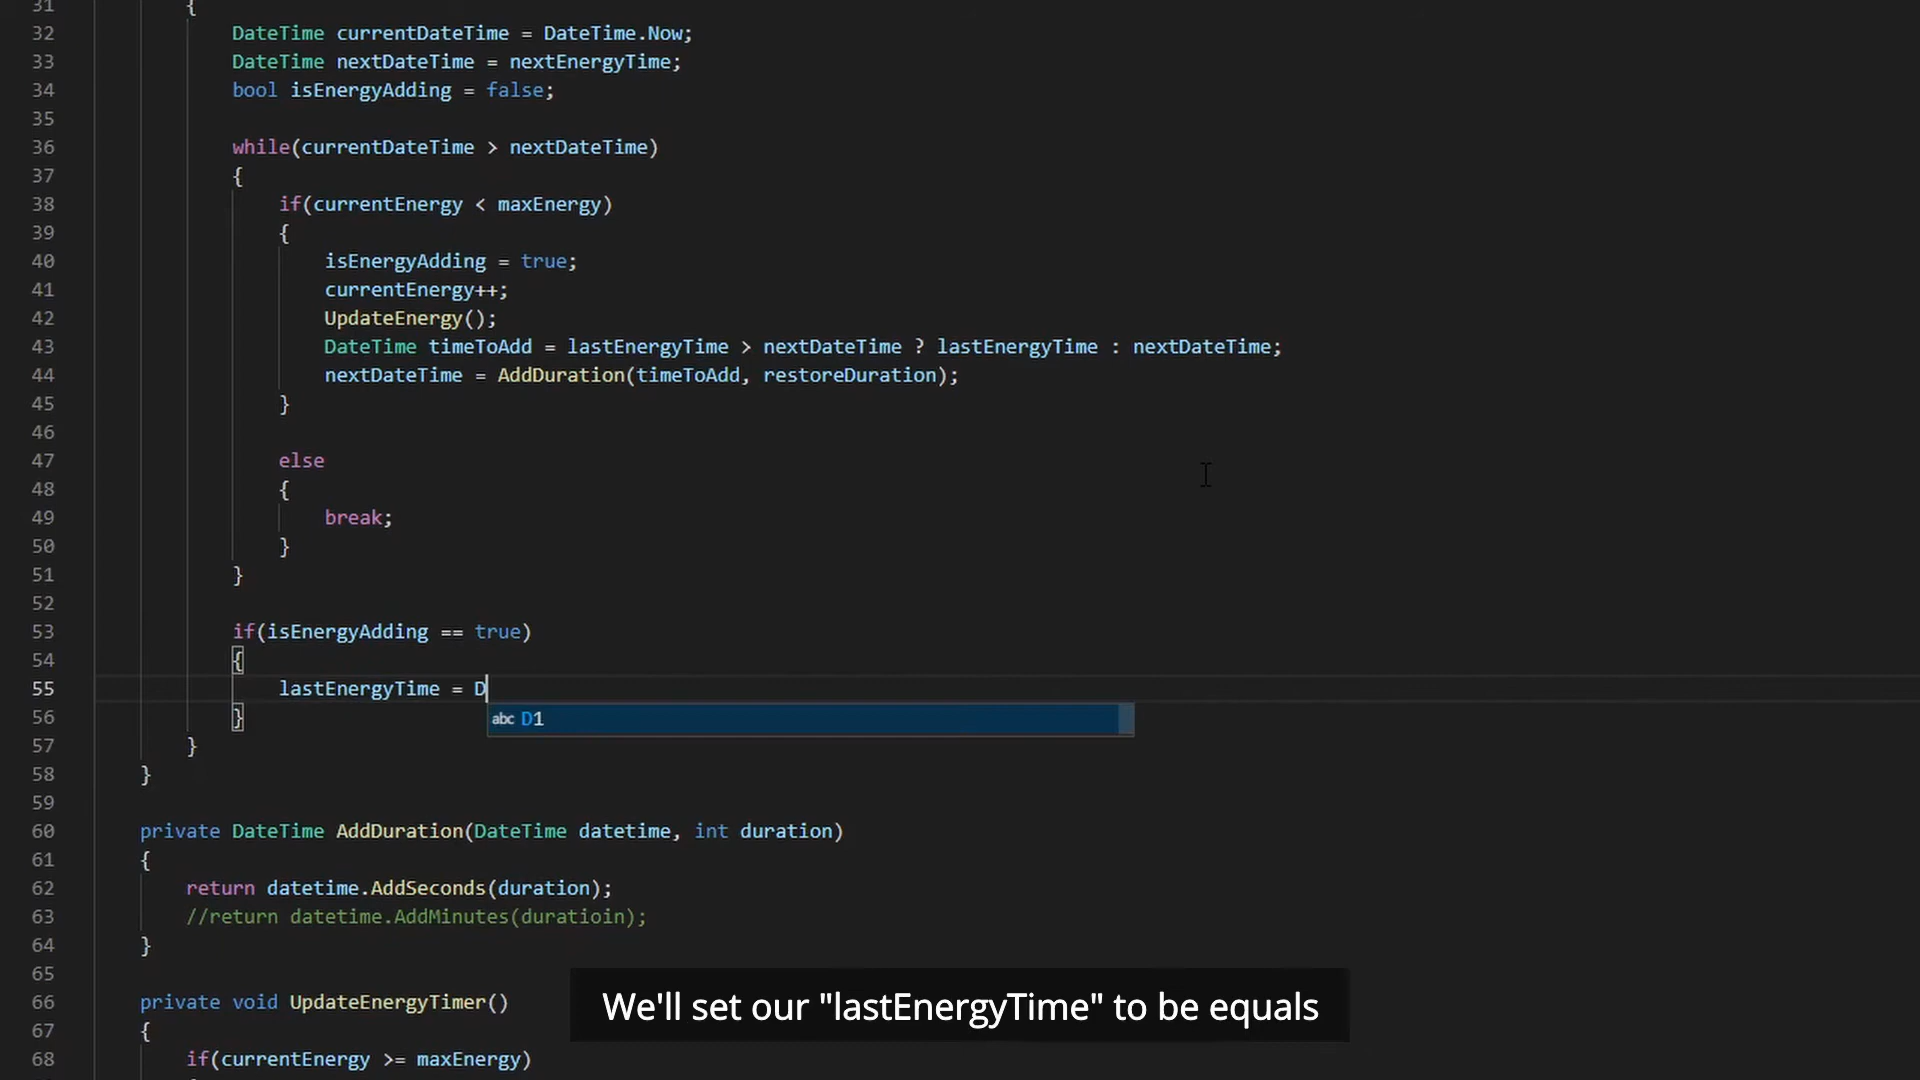 31 {
32 DateTime currentDateTime = DateTime.Now;
33 DateTime nextDateTime = nextEnergyTime;
34 bool isEnergyAdding = false;
35
36 while(currentDateTime > nextDateTime)
37 {
38 if(currentEnergy < maxEnergy)
39 {
40 isEnergyAdding = true;
41 currentEnergy++;
42 UpdateEnergy();
43 DateTime timeToAdd = lastEnergyTime > nextDateTime ? lastEnergyTime : nextDateTime;
44 nextDateTime = AddDuration(timeToAdd, restoreDuration);
45 }
46
47 else
48 {
49 break;
50 }
51 }
52
53 if(isEnergyAdding == true)
54 {
55 lastEnergyTime = D
abc D1
56 }
57 }
58 }
59
60 private DateTime AddDuration(DateTime datetime, int duration)
61 {
62 return datetime.AddSeconds(duration);
63 //return datetime.AddMinutes(duratioin);
64 }
65
66 private void UpdateEnergyTimer()
67 {
68 if(currentEnergy >= maxEnergy)
We'll set our "lastEnergyTime" to be equals